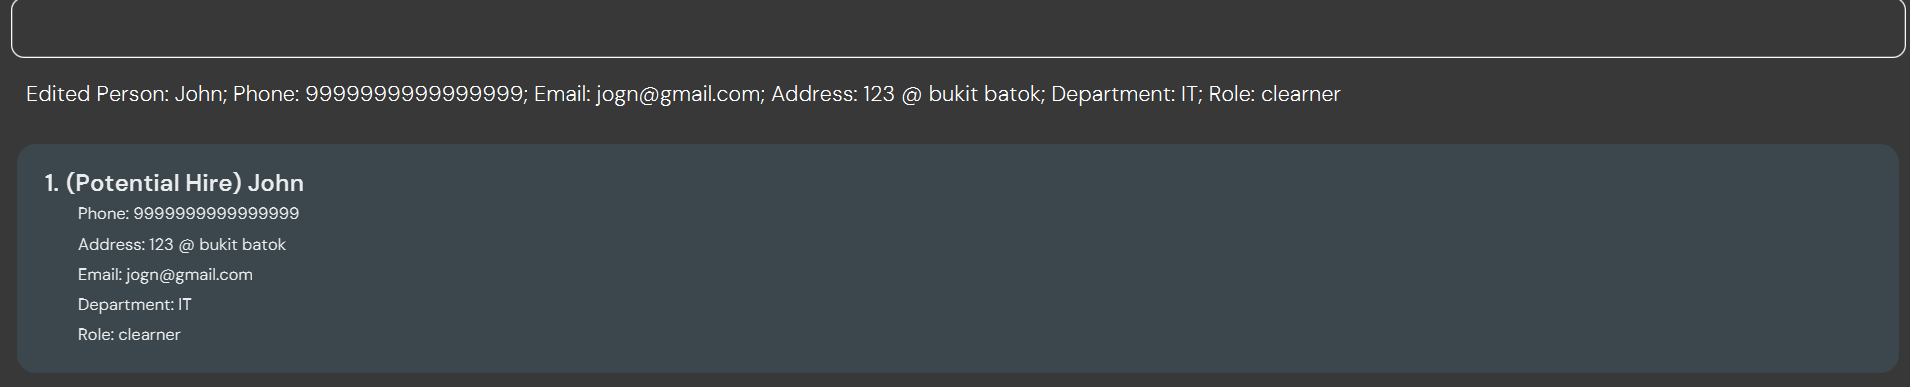 Edited Person: John; Phone: 9999999999999999; Email: jogn@gmail.com; Address: 123 @ bukit batok; Department: IT; Role: clearner
1. (Potential Hire) John
Phone: 9999999999999999
Address: 123 @ bukit batok
Email: jogn@gmail.com
Department: IT
Role: clearner